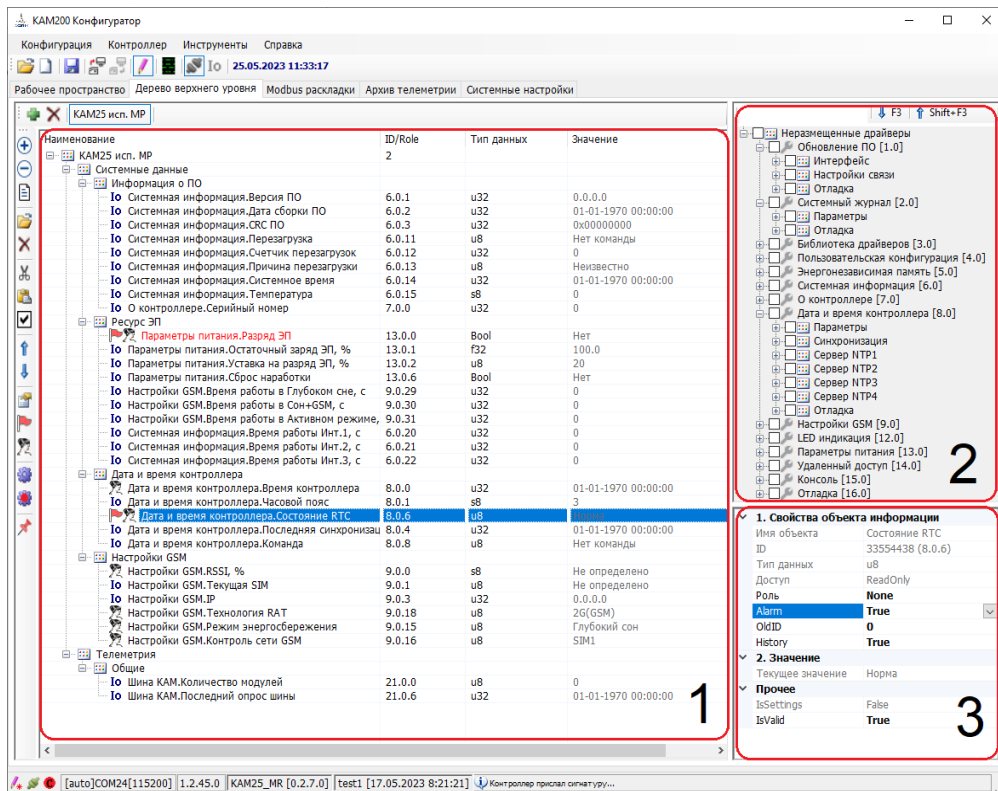 КАМ200 Конфигуратор
Конфигурация Контроллер Инструменты Справка
Io 25.05.2023 11:33:17
Рабочее пространство Дерево верхнего уровня Modbus раскладки Архив телеметрии Системные настройки
КАМ25 исп. МР
Наименование ID/Role Тип данных Значение
КАМ25 исп. МР 2
Системные данные
Информация о ПО
Io Системная информация.Версия ПО 6.0.1 u32 0.0.0.0
Io Системная информация.Дата сборки ПО 6.0.2 u32 01-01-1970 00:00:00
Io Системная информация.CRC ПО 6.0.3 u32 0x00000000
Io Системная информация.Перезагрузка 6.0.11 u8 Нет команды
Io Системная информация.Счетчик перезагрузок 6.0.12 u32 0
Io Системная информация.Причина перезагрузки 6.0.13 u8 Неизвестно
Io Системная информация.Системное время 6.0.14 u32 01-01-1970 00:00:00
Io Системная информация.Температура 6.0.15 s8 0
Io О контроллере.Серийный номер 7.0.0 u32 0
Ресурс ЭП
Параметры питания.Разряд ЭП 13.0.0 Bool Нет
Io Параметры питания.Остаточный заряд ЭП, % 13.0.1 f32 100.0
Io Параметры питания.Уставка на разряд ЭП, % 13.0.2 u8 20
Io Параметры питания.Сброс наработки 13.0.6 Bool Нет
Io Настройки GSM.Время работы в Глубоком сне, с 9.0.29 u32 0
Io Настройки GSM.Время работы в Сон+GSM, с 9.0.30 u32 0
Io Настройки GSM.Время работы в Активном режиме, 9.0.31 u32 0
Io Системная информация.Время работы Инт.1, с 6.0.20 u32 0
Io Системная информация.Время работы Инт.2, с 6.0.21 u32 0
Io Системная информация.Время работы Инт.3, с 6.0.22 u32 0
Дата и время контроллера
Дата и время контроллера.Время контроллера 8.0.0 u32 01-01-1970 00:00:00
Io Дата и время контроллера.Часовой пояс 8.0.1 s8 3
Дата и время контроллера.Состояние RTC 8.0.6 u8
Io Дата и время контроллера.Последняя синхронизац 8.0.4 u32 01-01-1970 00:00:00
Io Дата и время контроллера.Команда 8.0.8 u8 Нет команды
Настройки GSM
Настройки GSM.RSSI, % 9.0.0 s8 Не определено
Io Настройки GSM.Текущая SIM 9.0.1 u8 Не определено
Io Настройки GSM.IP 9.0.3 u32 0.0.0.0
Настройки GSM.Технология RAT 9.0.18 u8 2G(GSM)
Настройки GSM.Режим энергосбережения 9.0.15 u8 Глубокий сон
Настройки GSM.Контроль сети GSM 9.0.16 u8 SIM1
Телеметрия
Общие
Io Шина КАМ.Количество модулей 21.0.0 u8 0
Io Шина КАМ.Последний опрос шины 21.0.6 u32 01-01-1970 00:00:00
1
F3 Shift+F3
Неразмещенные драйверы
Обновление ПО [1.0]
Интерфейс
Настройки связи
Отладка
Системный журнал [2.0]
Параметры
Отладка
Библиотека драйверов [3.0]
Пользовательская конфигурация [4.0]
Энергонезависимая память [5.0]
Системная информация [6.0]
О контроллере [7.0]
Дата и время контроллера [8.0]
Параметры
Синхронизация
Сервер NTP1
Сервер NTP2
Сервер NTP3
Сервер NTP4
Отладка
Настройки GSM [9.0]
LED индикация [12.0]
Параметры питания [13.0]
Удаленный доступ [14.0]
Консоль [15.0]
Отладка [16.0]
2
1. Свойства объекта информации
Имя объекта Состояние RTC
ID 33554438 (8.0.6)
Тип данных u8
Доступ ReadOnly
Роль None
Alarm True
OldID 0
History True
2. Значение
Текущее значение Норма
Прочее
IsSettings False
IsValid True
3
[auto]COM24[115200] 1.2.45.0 KAM25_MR [0.2.7.0] test1 [17.05.2023 8:21:21] Контроллер прислал сигнатуру...